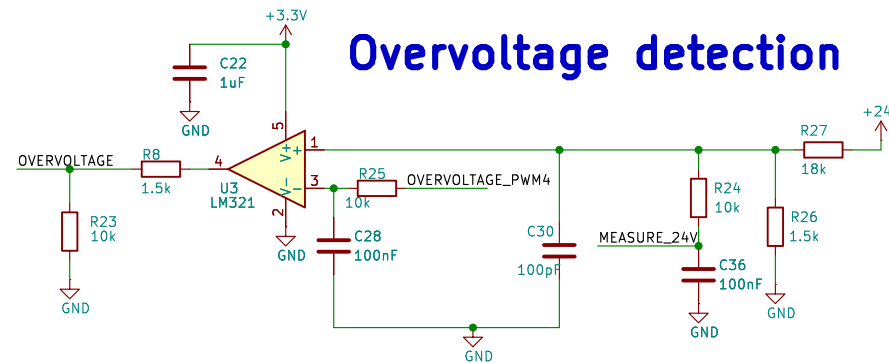 +3.3V
Overvoltage detection
C22
1uF
GND
+24
R27
18k
5
1
V+
+
OVERVOLTAGE
R8
1.5k
4
U3
LM321
V-
-
3
2
R25
10k
OVERVOLTAGE_PWM4
R24
10k
R23
10k
R26
1.5k
C28
100nF
C30
100pF
MEASURE_24V
C36
100nF
GND
GND
GND
GND
GND
GND